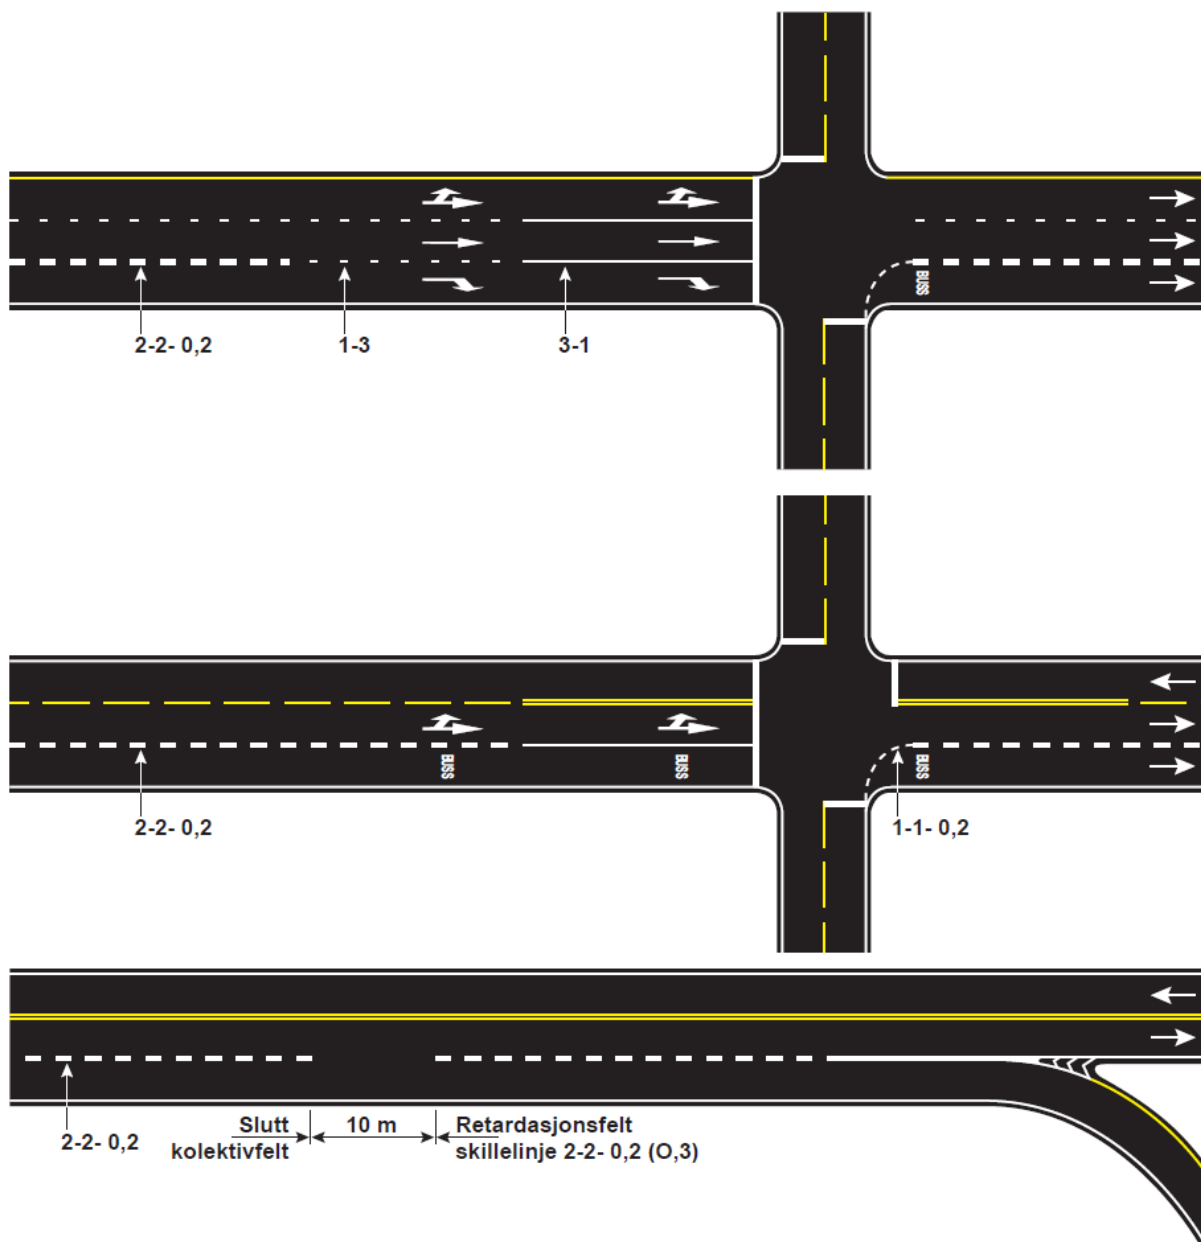 BUSS
2-2- 0,2
1-3
3-1
BUSS
BUSS
BUSS
2-2- 0,2
1-1- 0,2
2-2- 0,2
Slutt
kolektivfelt
10 m
Retardasjonsfelt
skillelinje 2-2- 0,2 (O,3)